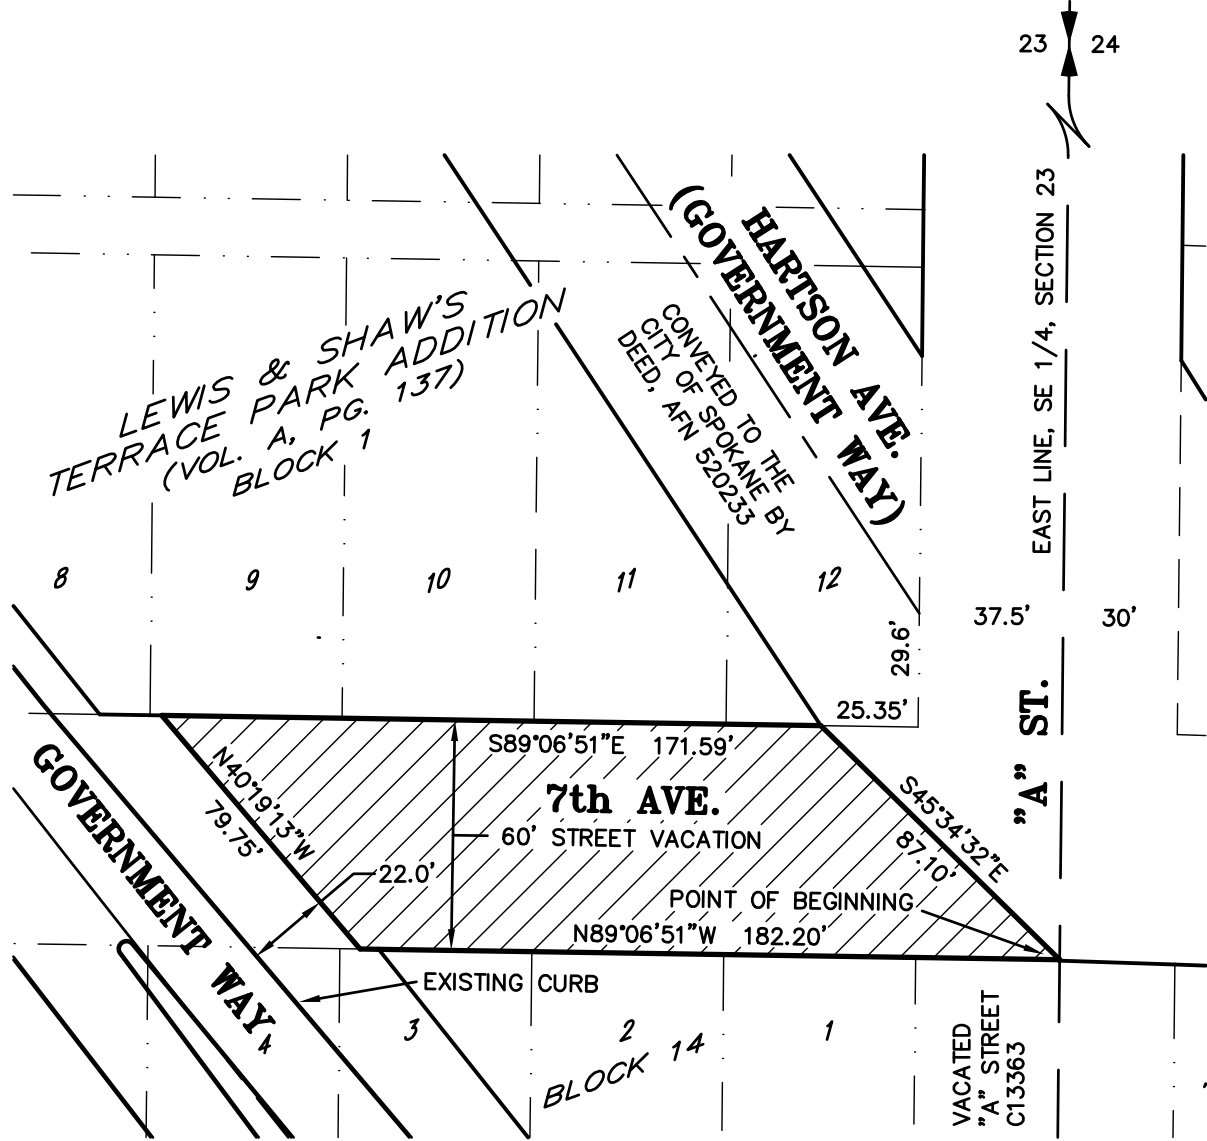 23 24
EAST LINE, SE 1/4, SECTION 23
HARTSON AVE.
(GOVERNMENT WAY)
CONVEYED TO THE
CITY OF SPOKANE BY
DEED, AFN 520233
LEWIS & SHAW'S
TERRACE PARK ADDITION
(VOL. A, PG. 137)
BLOCK 1
8 9 10 11 12
37.5' 30'
29.6'
25.35'
"A" ST.
S89°06'51"E 171.59'
7th AVE.
60' STREET VACATION
N40°19'13"W
79.75'
S45°34'32"E
87.10'
22.0'
POINT OF BEGINNING
N89°06'51"W 182.20'
GOVERNMENT WAY
EXISTING CURB
4 3 2 1
BLOCK 14
VACATED
"A" STREET
C13363